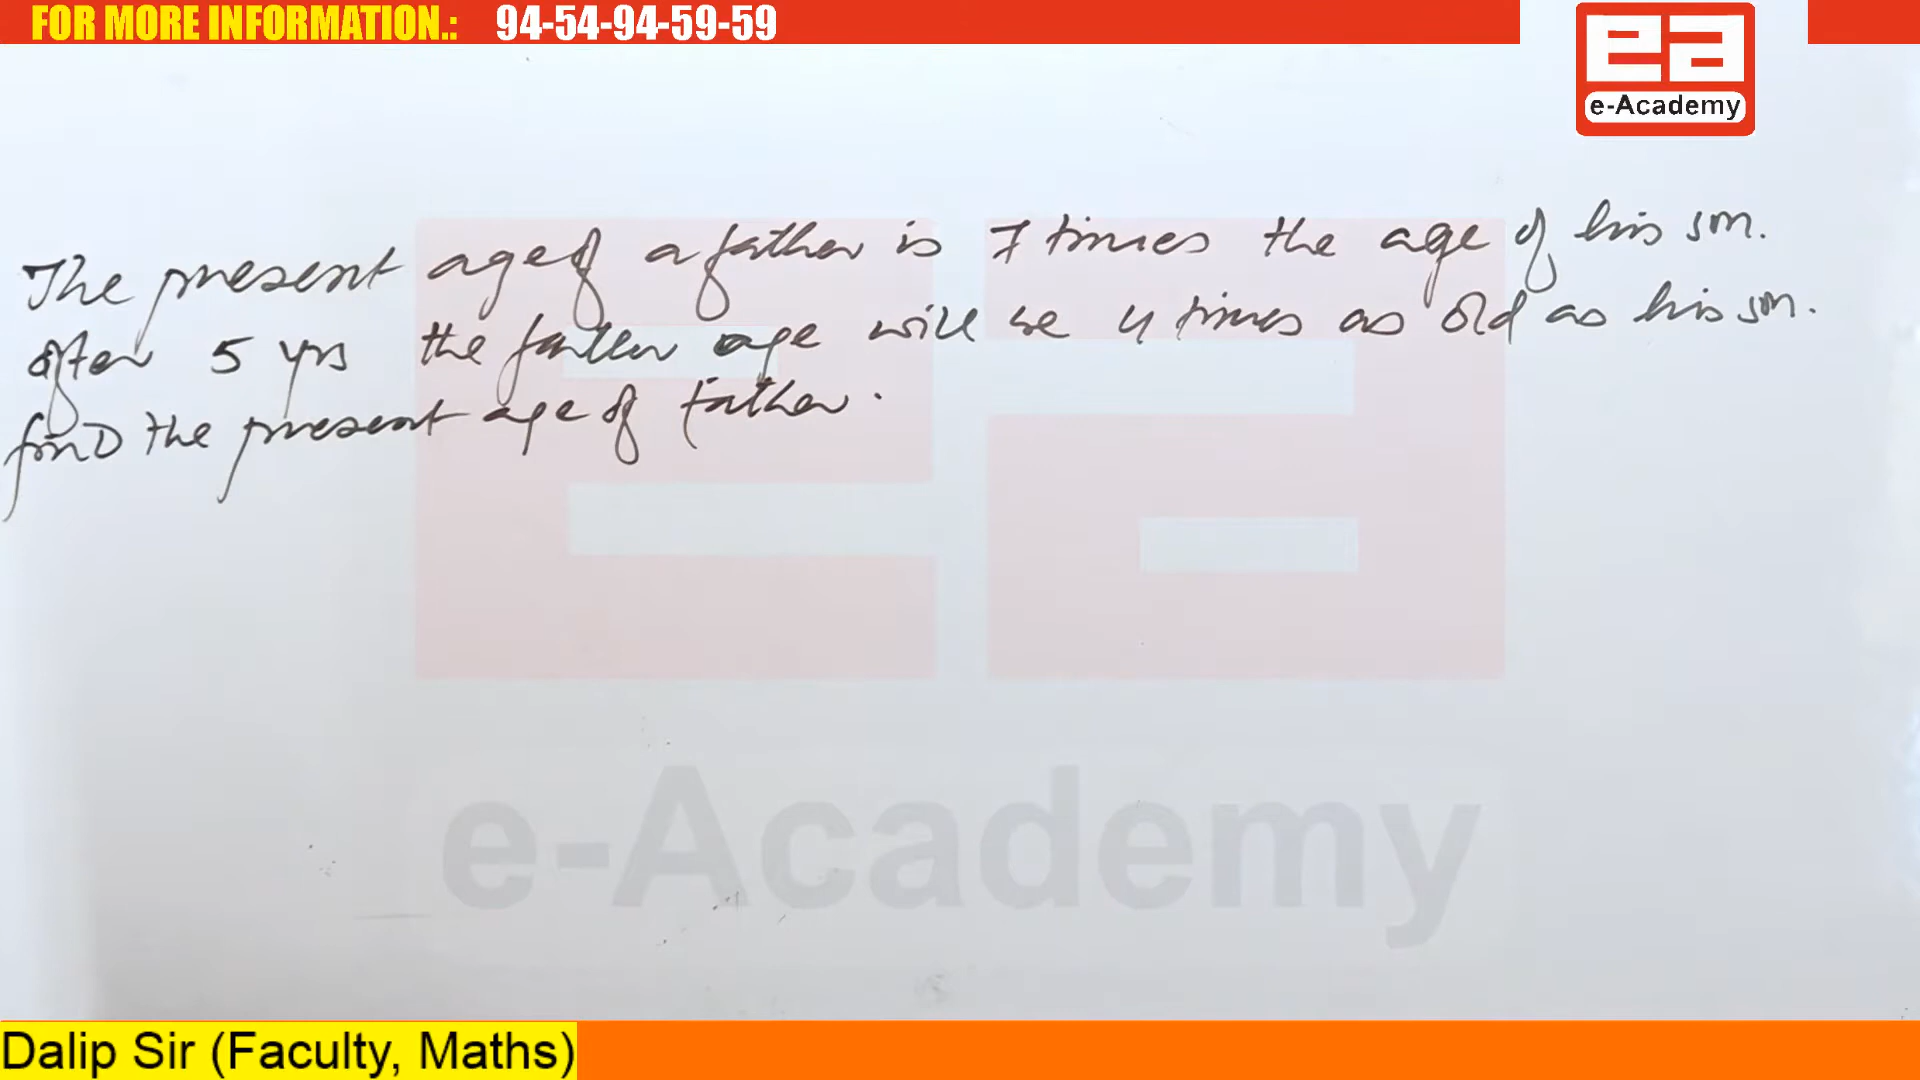 FOR MORE INFORMATION.: 94-54-94-59-59
ea
e-Academy
The present age of a father is 7 times the age of his son.
after 5 yrs the father age will be 4 times as old as his son.
find the present age of father.
ea
e-Academy
Dalip Sir (Faculty, Maths)